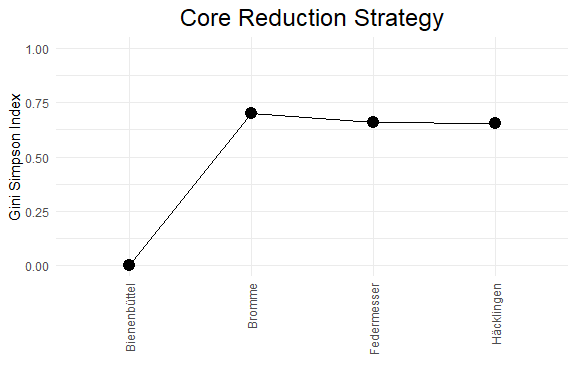 Core Reduction Strategy
Gini Simpson Index
1.00
0.75
0.50
0.25
0.00
Bienenbüttel
Bromme
Federmesser
Häcklingen